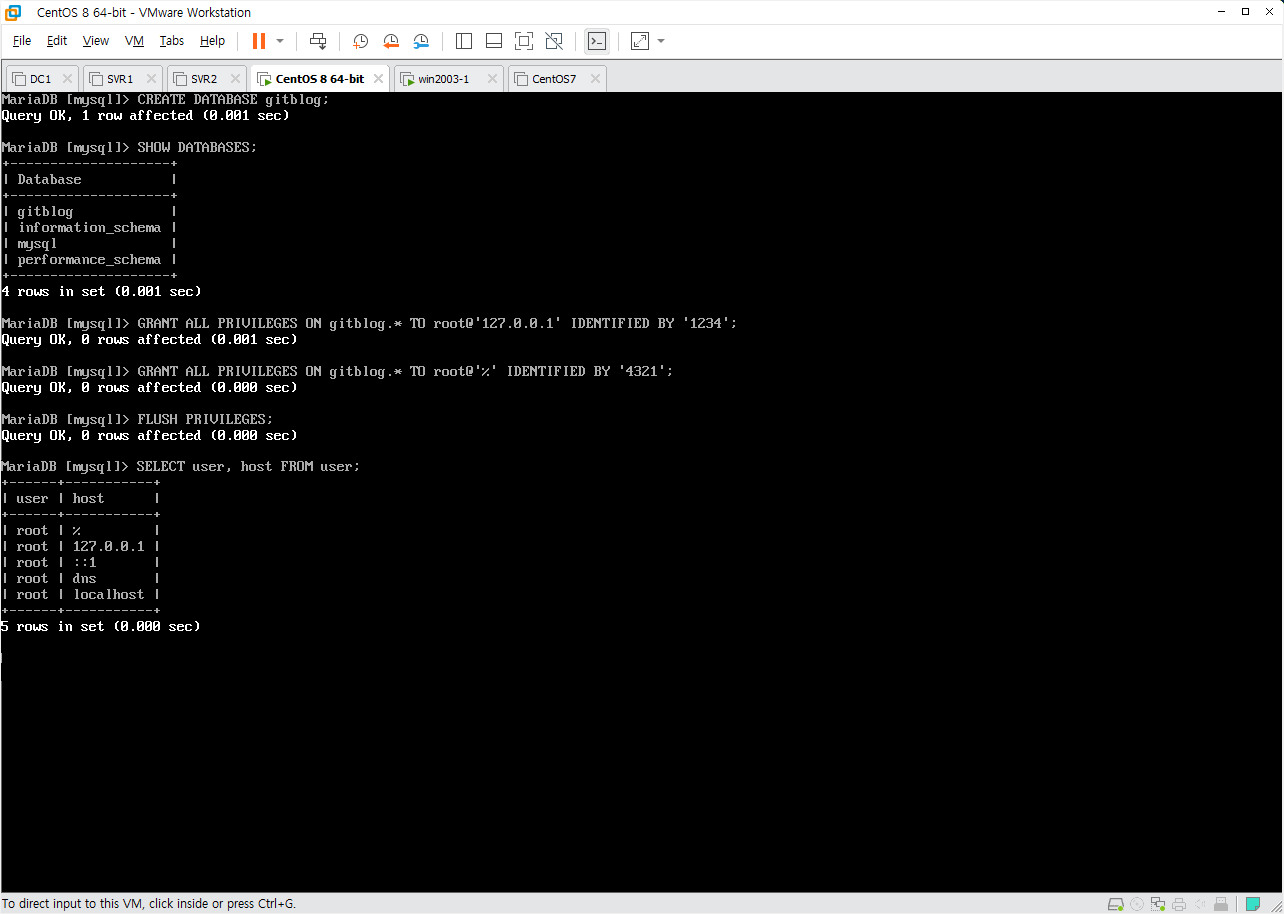 CentOS 8 64-bit - VMware Workstation
File Edit View VM Tabs Help
DC1 SVR1 SVR2 CentOS 8 64-bit win2003-1 CentOS7
MariaDB [mysql]> CREATE DATABASE gitblog;
Query OK, 1 row affected (0.001 sec)
MariaDB [mysql]> SHOW DATABASES;
+--------------------+
| Database           |
+--------------------+
| gitblog            |
| information_schema |
| mysql              |
| performance_schema |
+--------------------+
4 rows in set (0.001 sec)
MariaDB [mysql]> GRANT ALL PRIVILEGES ON gitblog.* TO root@'127.0.0.1' IDENTIFIED BY '1234';
Query OK, 0 rows affected (0.001 sec)
MariaDB [mysql]> GRANT ALL PRIVILEGES ON gitblog.* TO root@'%' IDENTIFIED BY '4321';
Query OK, 0 rows affected (0.000 sec)
MariaDB [mysql]> FLUSH PRIVILEGES;
Query OK, 0 rows affected (0.000 sec)
MariaDB [mysql]> SELECT user, host FROM user;
+------+-----------+
| user | host      |
+------+-----------+
| root | %         |
| root | 127.0.0.1 |
| root | ::1       |
| root | dns       |
| root | localhost |
+------+-----------+
5 rows in set (0.000 sec)
To direct input to this VM, click inside or press Ctrl+G.